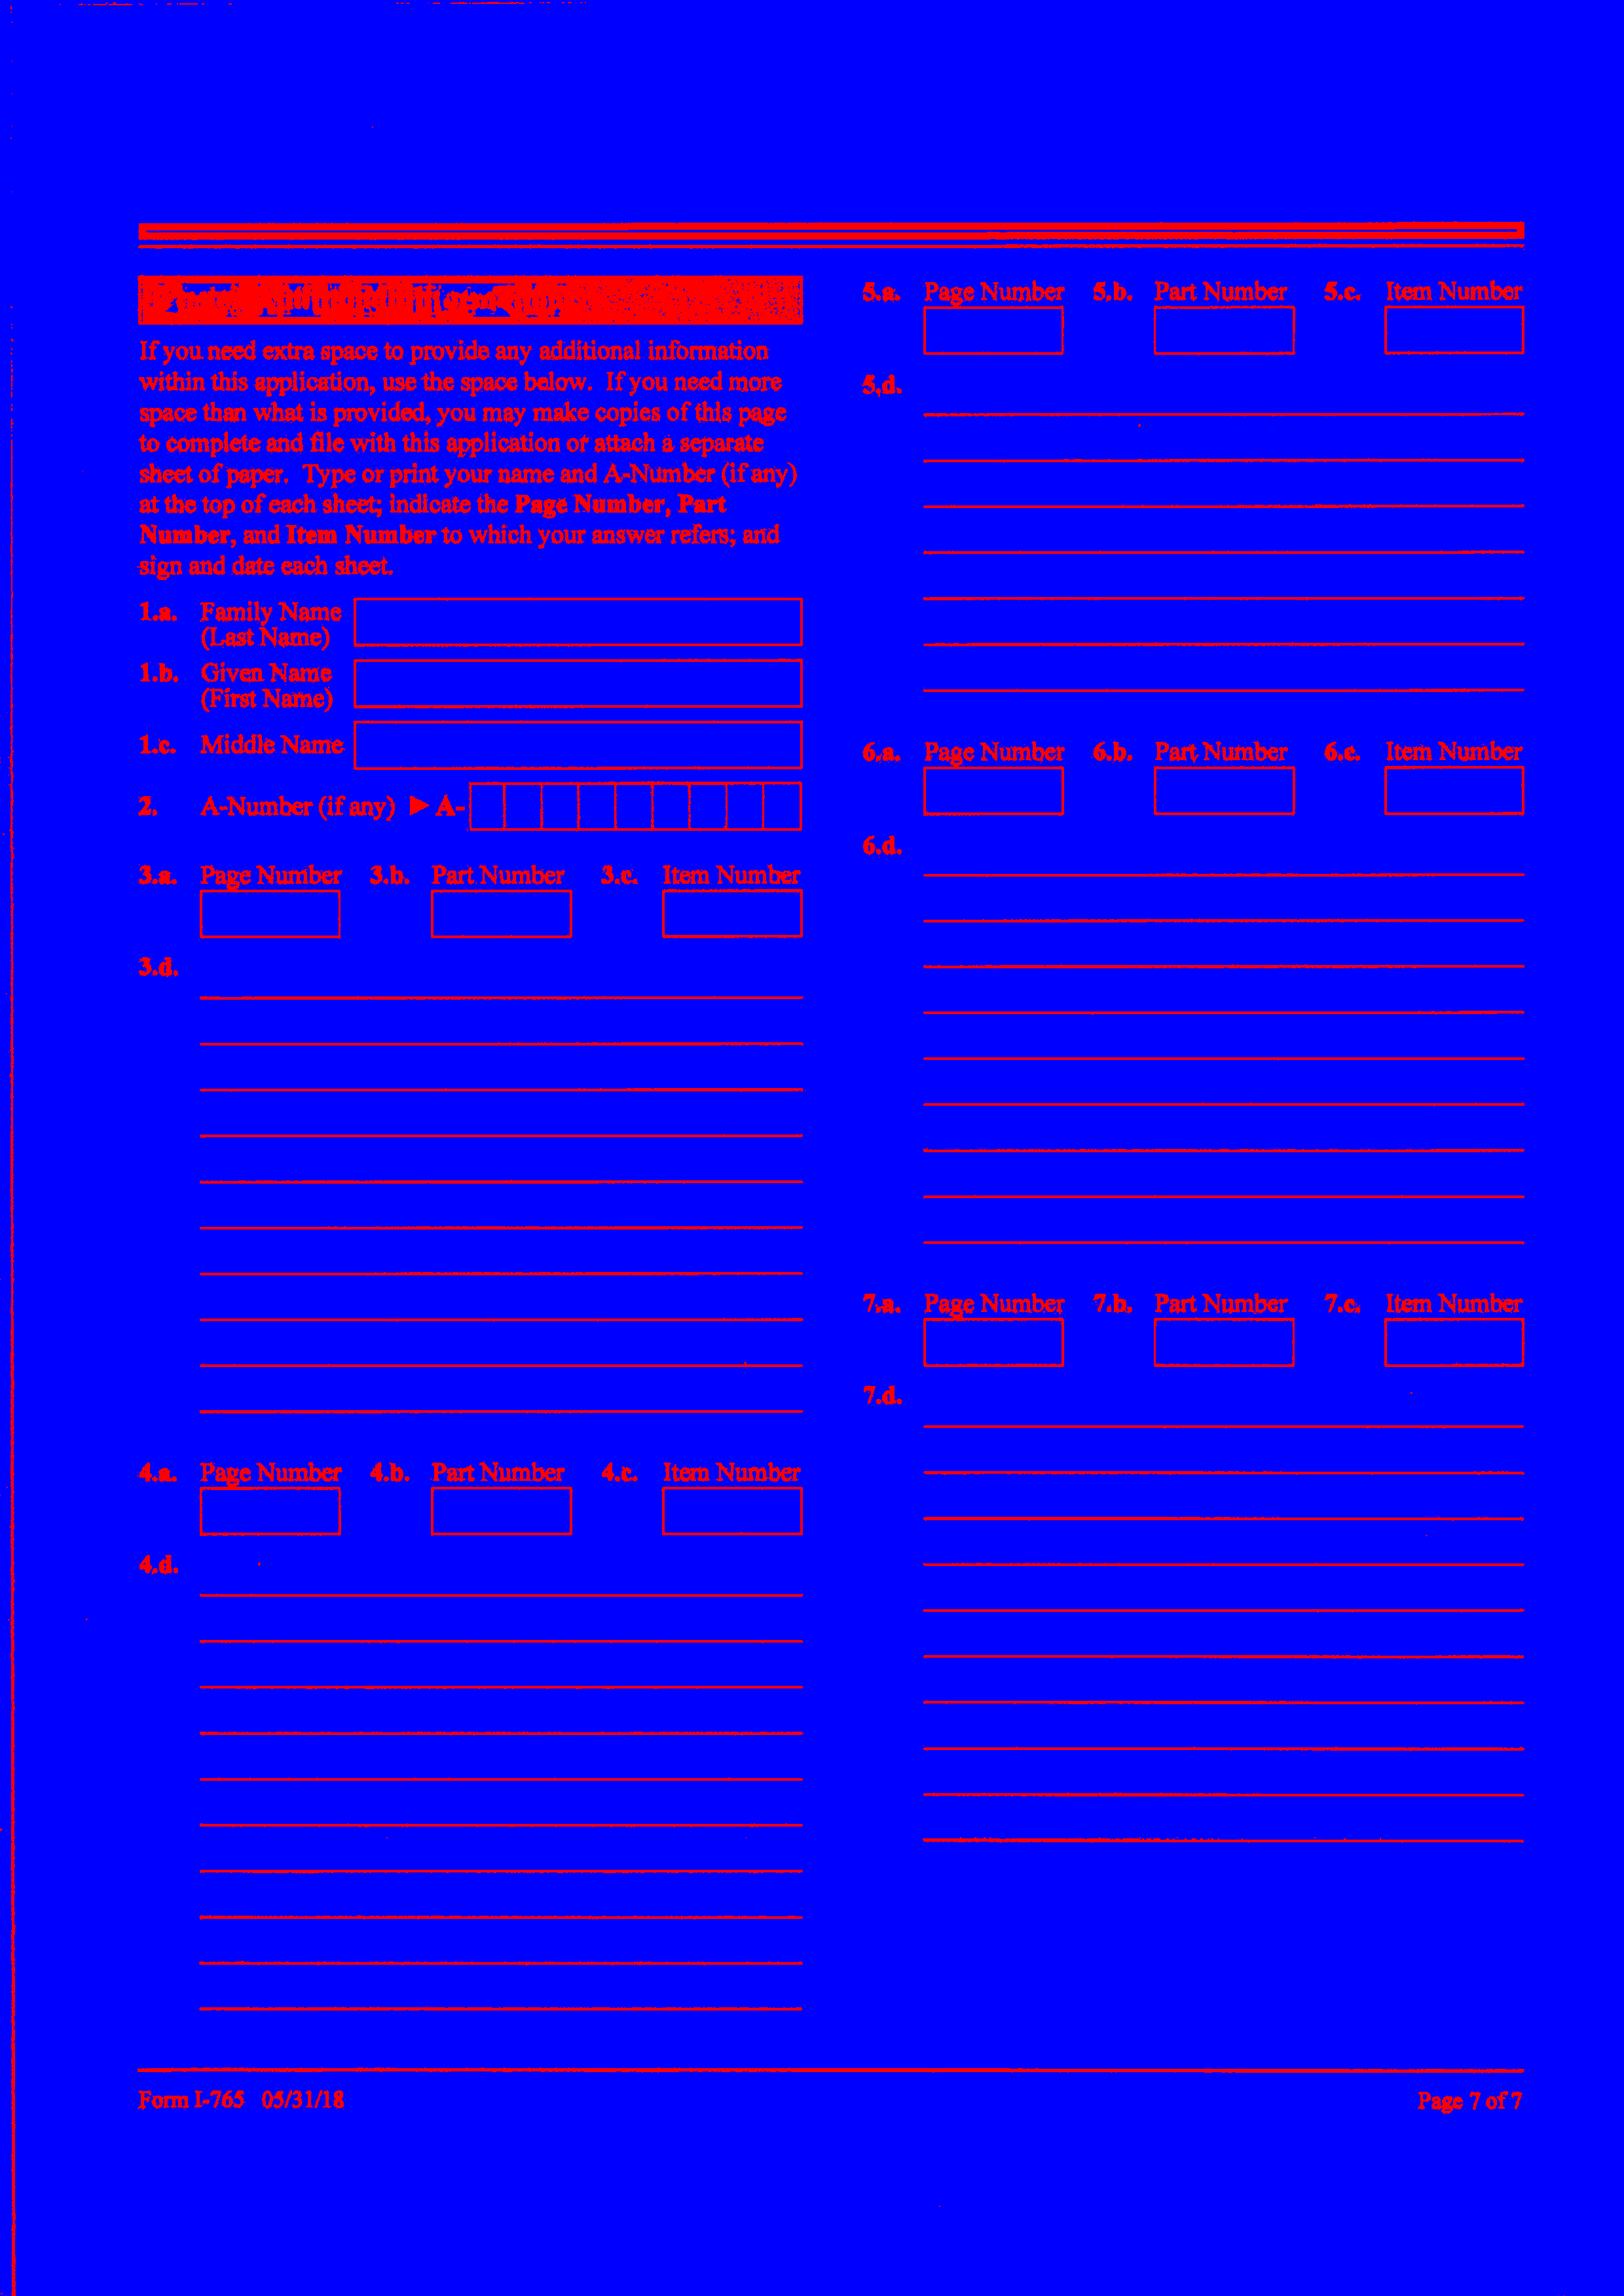 If you need extra space to provide any additional information
within this application, use the space below. If you need more
space than what is provided, you may make copies of this page
to complete and file with this application or attach a separate
sheet of paper. Type or print your name and A-Number (if any)
at the top of each sheet; indicate the Page Number, Part
Number, and Item Number to which your answer refers; and
sign and date each sheet.
1.a. Family Name
(Last Name)
1.b. Given Name
(First Name)
1.c. Middle Name
2. A-Number (if any) ► A-
3.a. Page Number 3.b. Part Number 3.c. Item Number
3.d.
4.a. Page Number 4.b. Part Number 4.c. Item Number
4.d.
5.a. Page Number 5.b. Part Number 5.c. Item Number
5.d.
6.a. Page Number 6.b. Part Number 6.c. Item Number
6.d.
7.a. Page Number 7.b. Part Number 7.c. Item Number
7.d.
Form I-765 05/31/18
Page 7 of 7